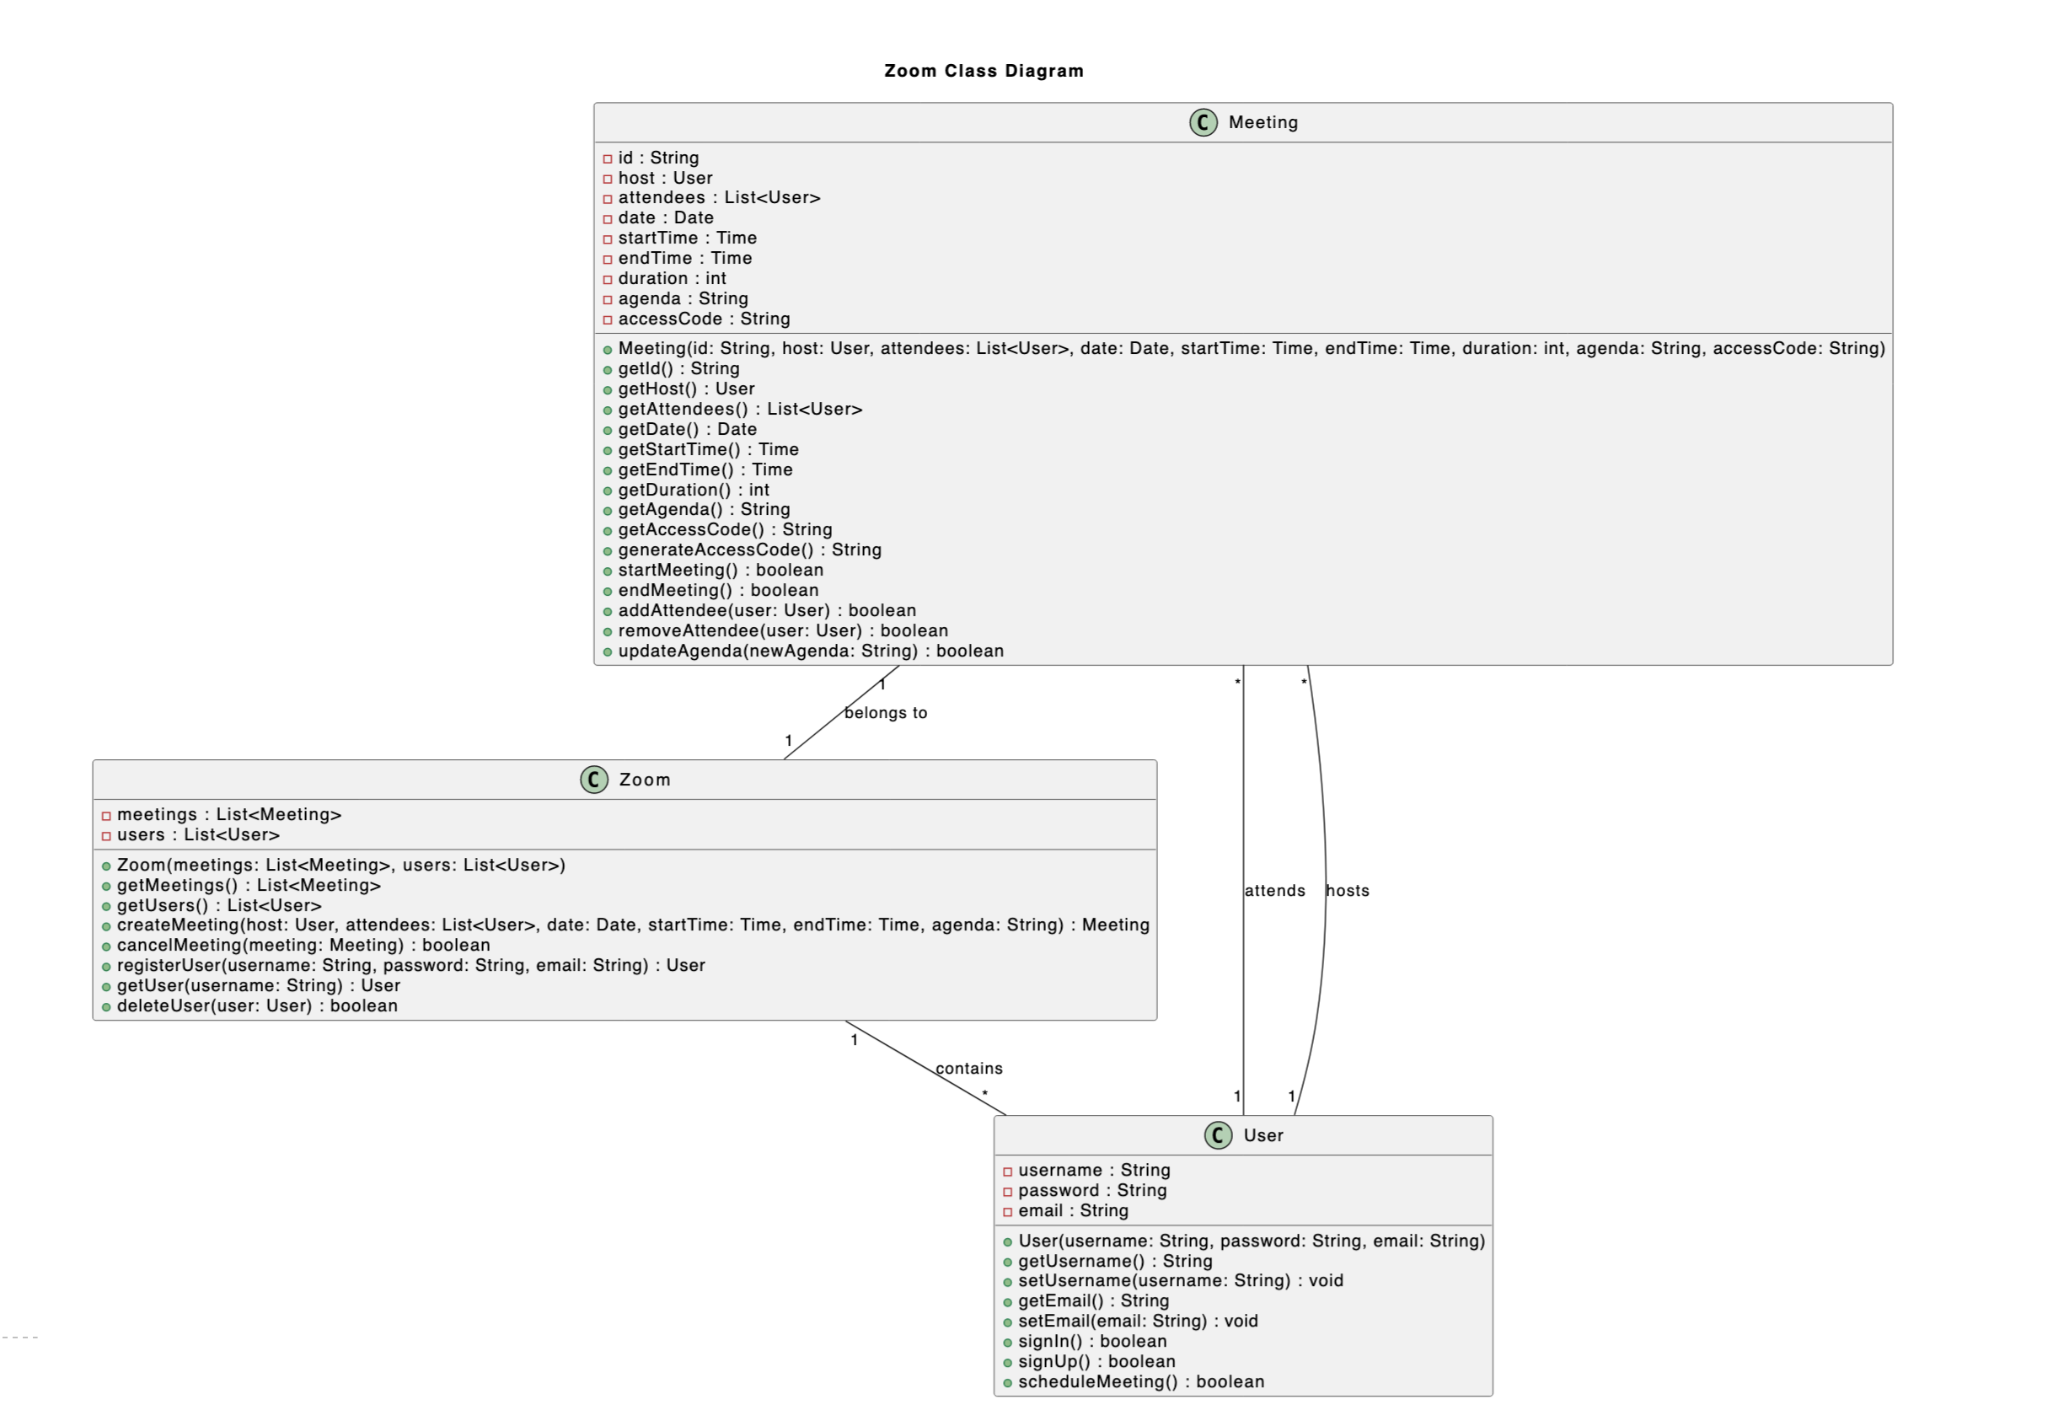 Zoom Class Diagram
C Meeting
id : String
host : User
attendees : List<User>
date : Date
startTime : Time
endTime : Time
duration : int
agenda : String
accessCode : String
Meeting(id: String, host: User, attendees: List<User>, date: Date, startTime: Time, endTime: Time, duration: int, agenda: String, accessCode: String)
getId() : String
getHost() : User
getAttendees() : List<User>
getDate() : Date
getStartTime() : Time
getEndTime() : Time
getDuration() : int
getAgenda() : String
getAccessCode() : String
generateAccessCode() : String
startMeeting() : boolean
endMeeting() : boolean
addAttendee(user: User) : boolean
removeAttendee(user: User) : boolean
updateAgenda(newAgenda: String) : boolean
1
* *
belongs to
1
C Zoom
meetings : List<Meeting>
users : List<User>
Zoom(meetings: List<Meeting>, users: List<User>)
getMeetings() : List<Meeting>
getUsers() : List<User>
createMeeting(host: User, attendees: List<User>, date: Date, startTime: Time, endTime: Time, agenda: String) : Meeting
cancelMeeting(meeting: Meeting) : boolean
registerUser(username: String, password: String, email: String) : User
getUser(username: String) : User
deleteUser(user: User) : boolean
attends hosts
1
contains
*
1 1
C User
username : String
password : String
email : String
User(username: String, password: String, email: String)
getUsername() : String
setUsername(username: String) : void
getEmail() : String
setEmail(email: String) : void
signIn() : boolean
signUp() : boolean
scheduleMeeting() : boolean